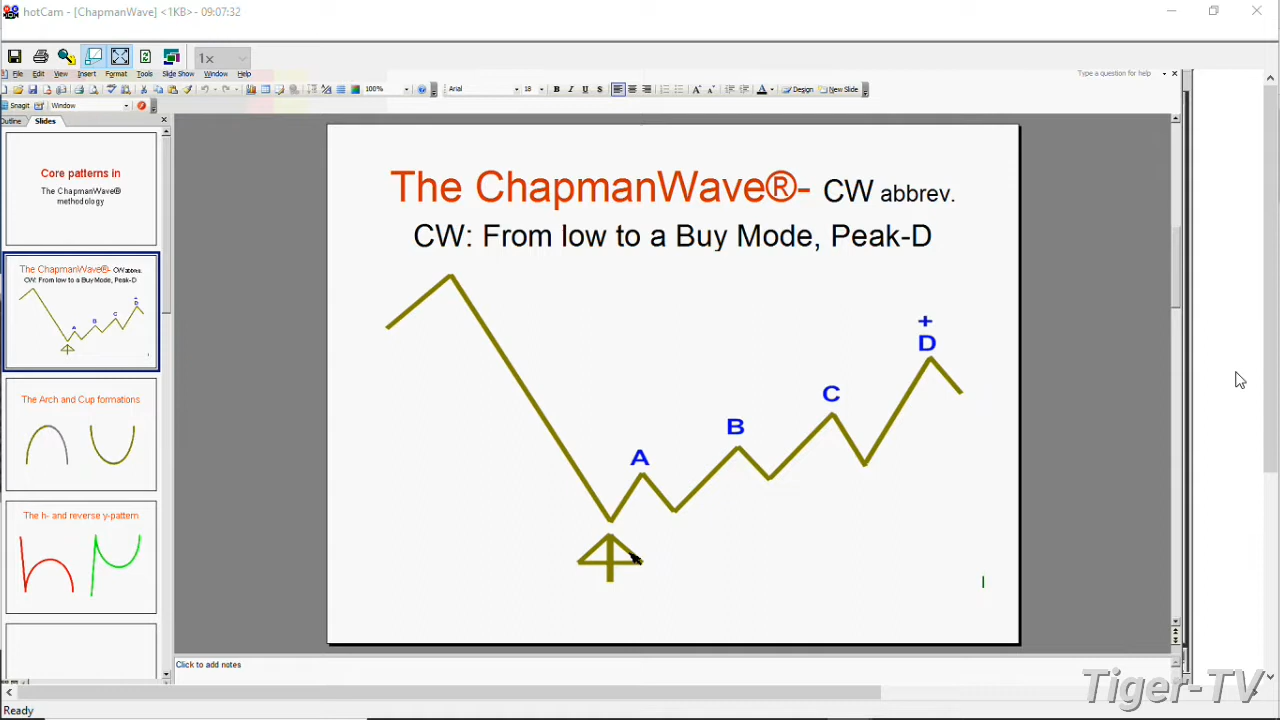 hotCam - [ChapmanWave] <1KB>- 09:07:32
1x
File Edit View Insert Format Tools Slide Show Window Help
Type a question for help
100%
Arial
18
B I U S
A
Design
New Slide
Snagit
Window
Outline
Slides
Core patterns in
The ChapmanWave®
methodology
The ChapmanWave®- CW abbrev.
CW: From low to a Buy Mode, Peak-D
A
B
C
+
D
The Arch and Cup formations
The h- and reverse y-pattern
The ChapmanWave®- CW abbrev.
CW: From low to a Buy Mode, Peak-D
A
B
C
+
D
Click to add notes
Ready
Tiger-TV